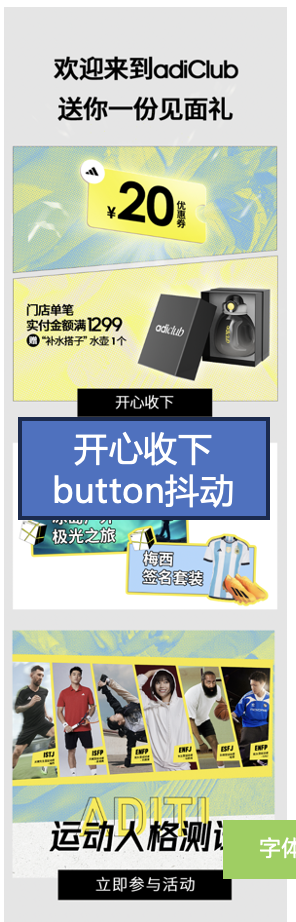 欢迎来到adiClub
送你一份见面礼
¥20优惠券
门店单笔
实付金额满1299
赠 “补水搭子” 水壶 1个
adiclub
开心收下
开心收下
button抖动
极光之旅
梅西
签名套装
ISTJ
ISFP
ENFP
ENFJ
ESFJ
ENFP
ADITI
运动人格测
立即参与活动
字体